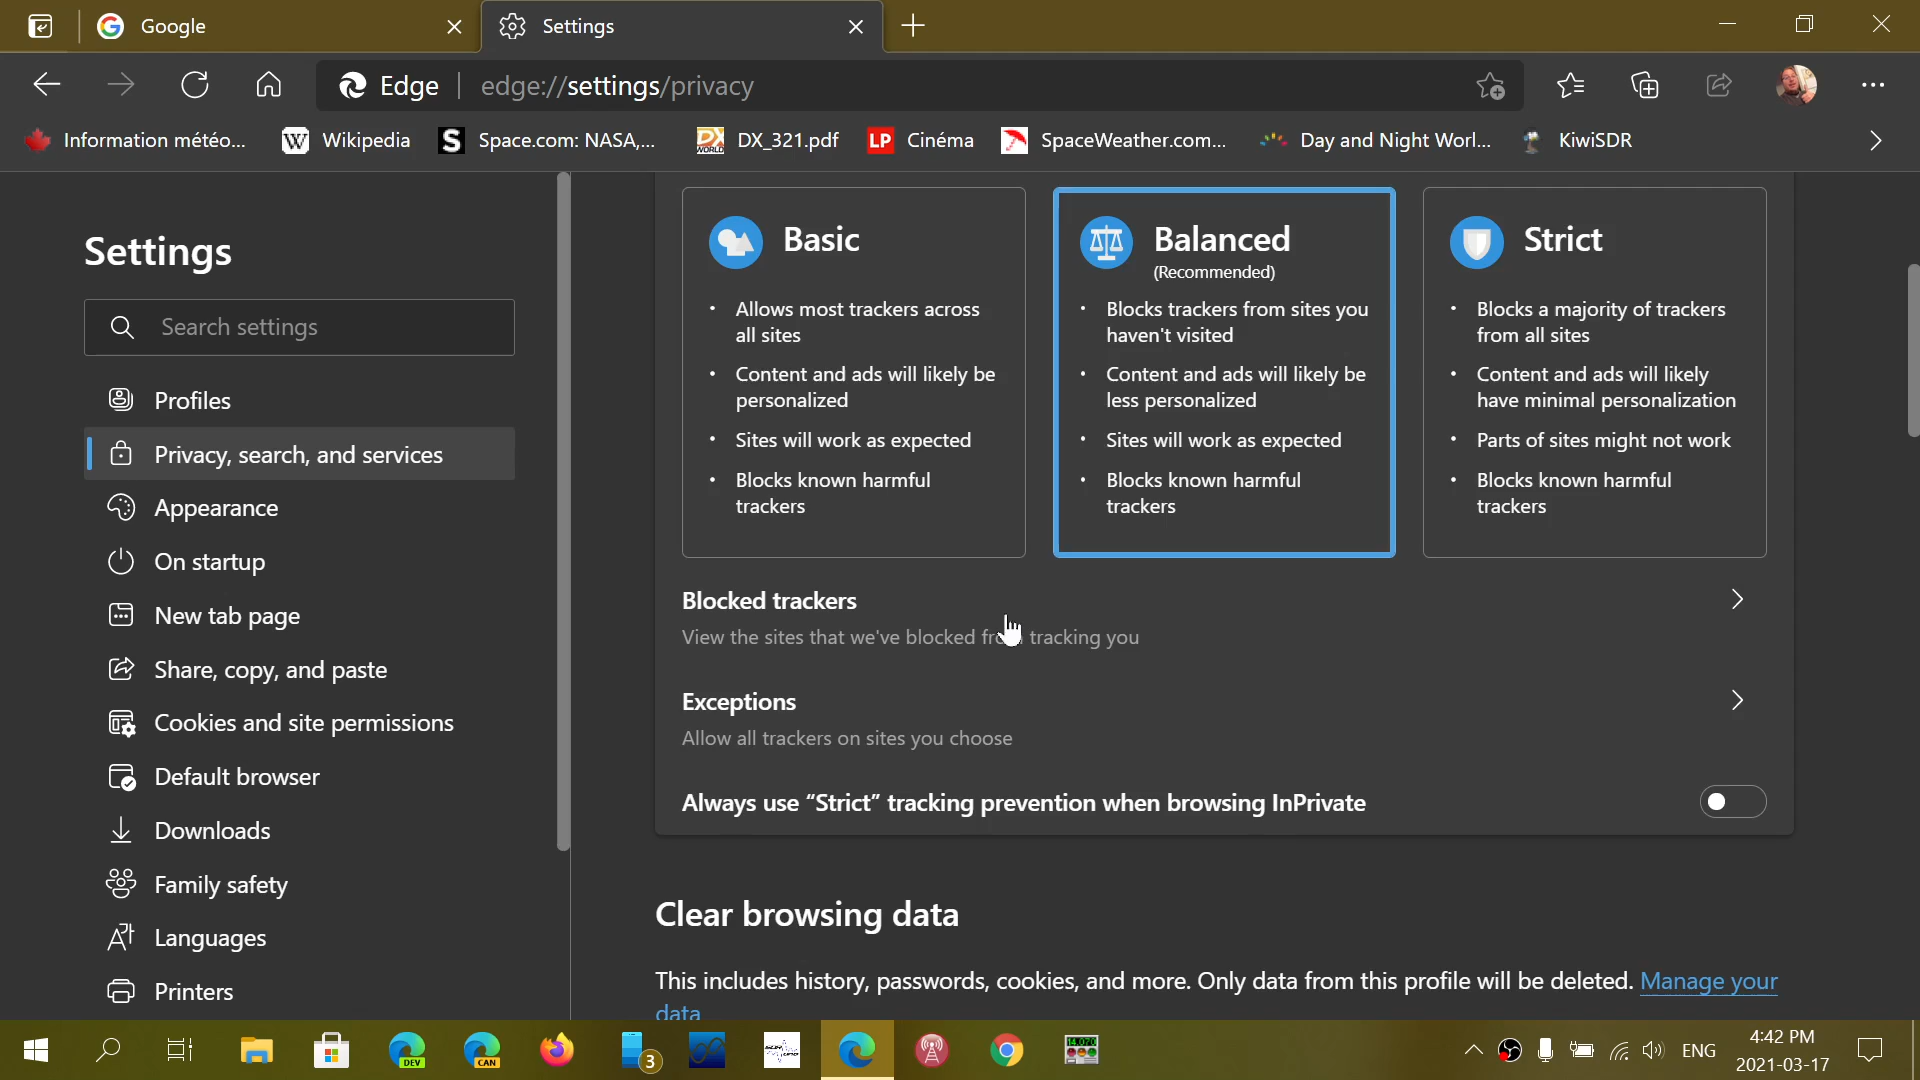 Google
Settings
Edge
edge://settings/privacy
Information météo...
Wikipedia
Space.com: NASA,...
DX_321.pdf
Cinéma
SpaceWeather.com...
Day and Night Worl...
KiwiSDR
Settings
Search settings
Profiles
Privacy, search, and services
Appearance
On startup
New tab page
Share, copy, and paste
Cookies and site permissions
Default browser
Downloads
Family safety
Languages
Printers
Basic
• Allows most trackers across
all sites
• Content and ads will likely be
personalized
• Sites will work as expected
• Blocks known harmful
trackers
Balanced
(Recommended)
• Blocks trackers from sites you
haven't visited
• Content and ads will likely be
less personalized
• Sites will work as expected
• Blocks known harmful
trackers
Strict
• Blocks a majority of trackers
from all sites
• Content and ads will likely
have minimal personalization
• Parts of sites might not work
• Blocks known harmful
trackers
Blocked trackers
View the sites that we've blocked from tracking you
Exceptions
Allow all trackers on sites you choose
Always use “Strict” tracking prevention when browsing InPrivate
Clear browsing data
This includes history, passwords, cookies, and more. Only data from this profile will be deleted. Manage your
data
DEV
CAN
3
14.070
ENG
4:42 PM
2021-03-17